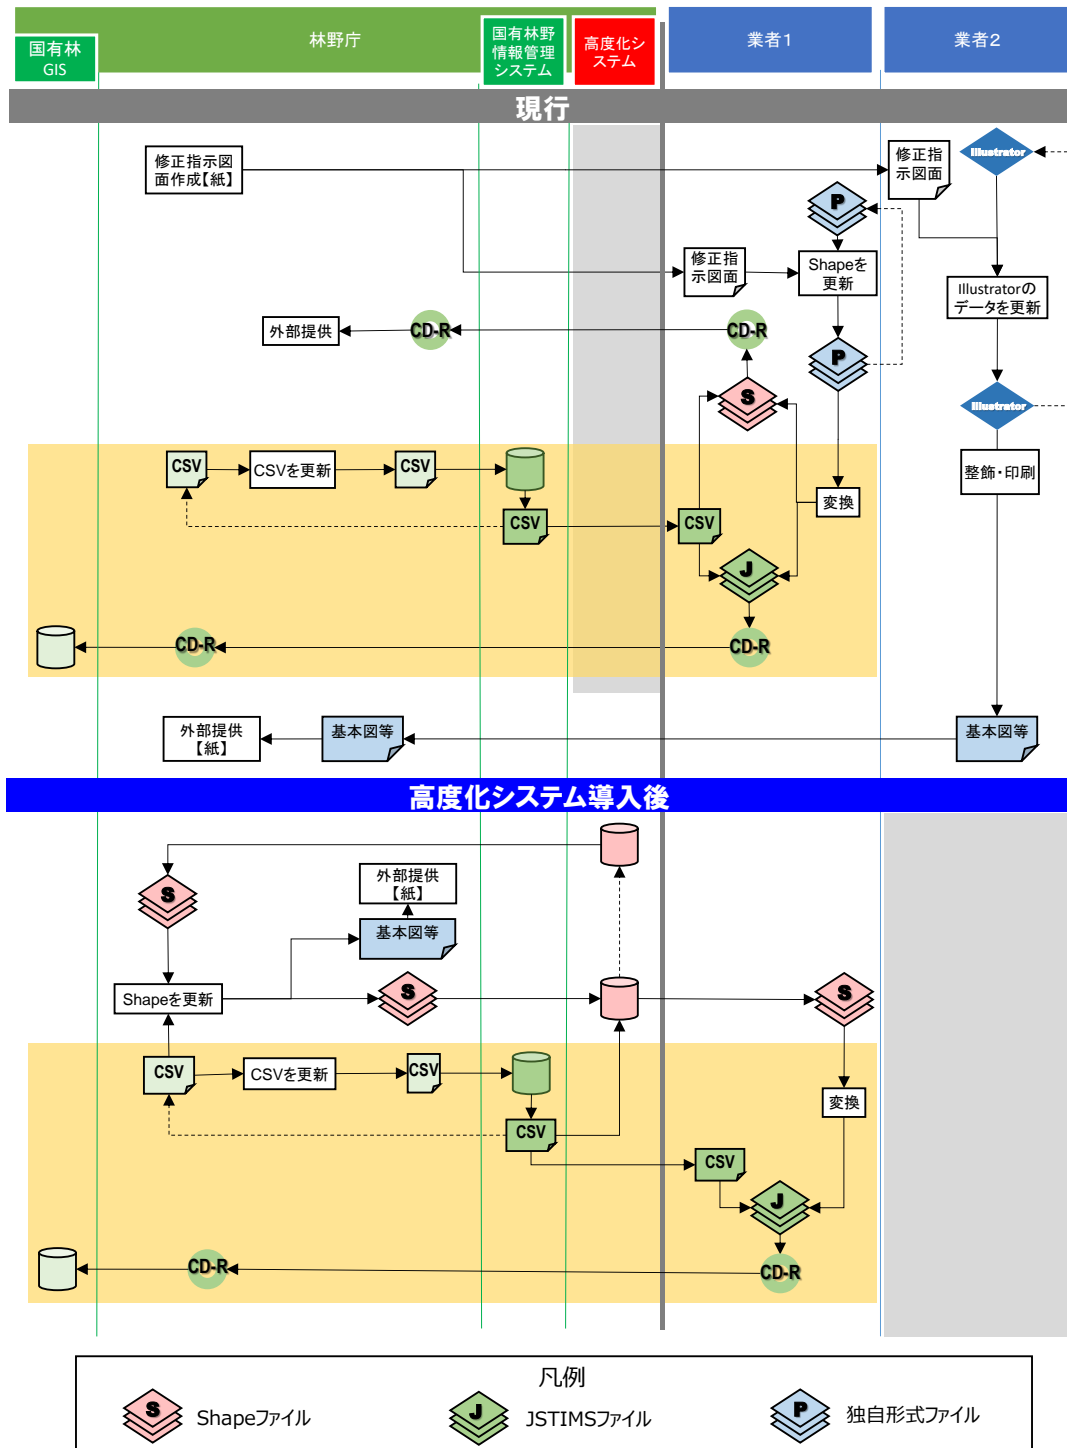 林野庁
国有林
GIS
国有林野
情報管理
システム
高度化シ
ステム
業者1
業者2
現行
修正指示図
面作成【紙】
修正指
示図面
Illustrator
P
修正指
示図面
Shapeを
更新
Illustratorの
データを更新
外部提供
CD-R
CD-R
P
S
Illustrator
CSV
CSVを更新
CSV
整飾・印刷
変換
CSV
CSV
J
CD-R
CD-R
外部提供
【紙】
基本図等
基本図等
高度化システム導入後
S
外部提供
【紙】
基本図等
Shapeを更新
S
S
CSV
CSVを更新
CSV
変換
CSV
CSV
J
CD-R
CD-R
凡例
S
Shapeファイル
J
JSTIMSファイル
P
独自形式ファイル